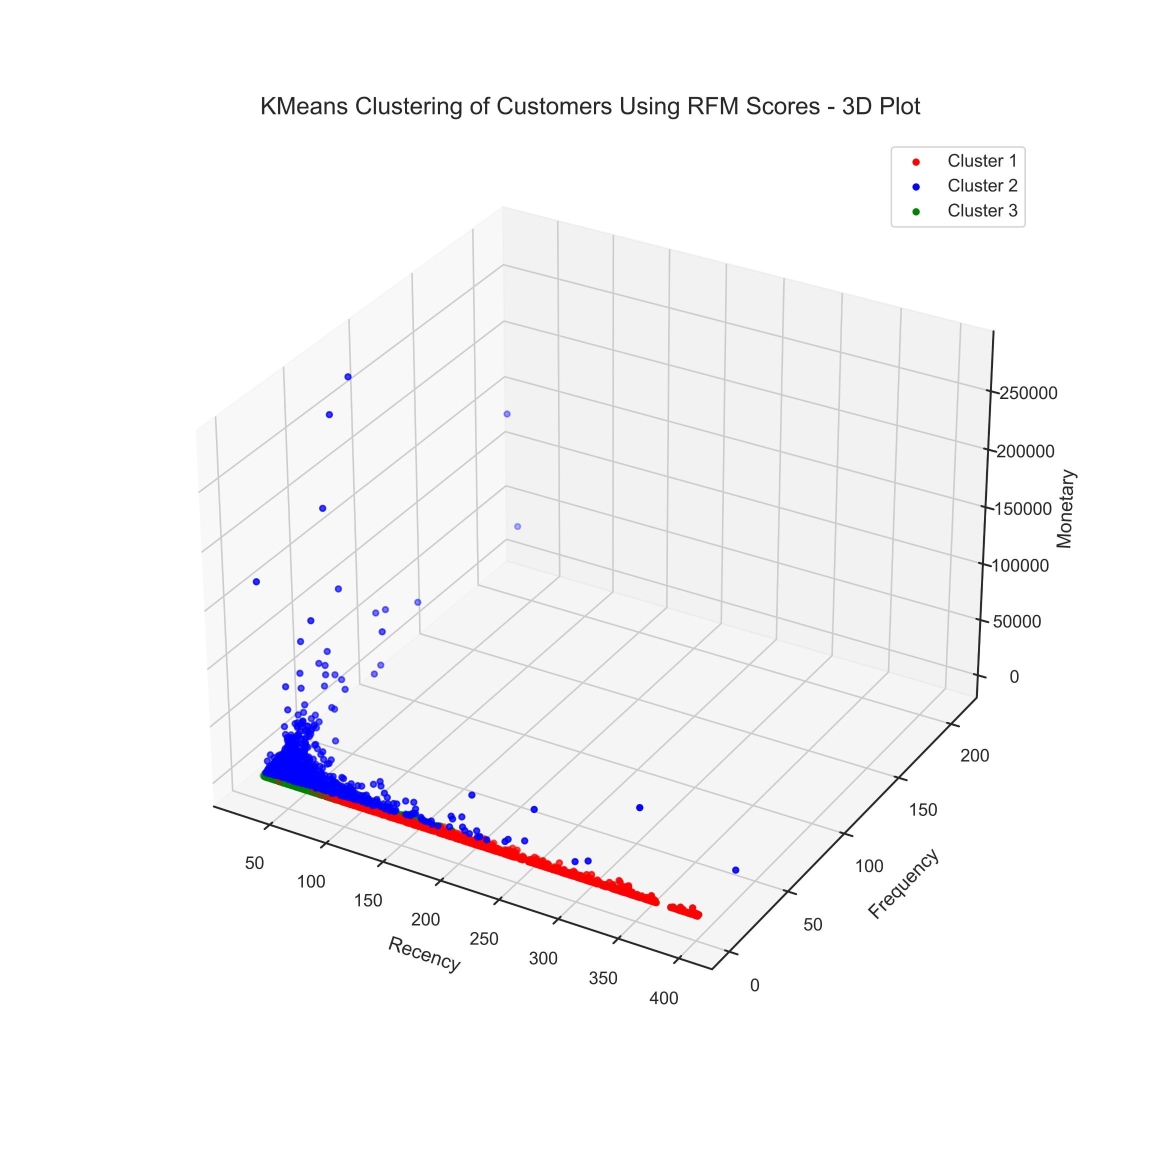 KMeans Clustering of Customers Using RFM Scores - 3D Plot
Cluster 1
Cluster 2
Cluster 3
250000
200000
150000
100000
50000
0
Monetary
200
150
100
50
0
Frequency
50
100
150
200
250
300
350
400
Recency